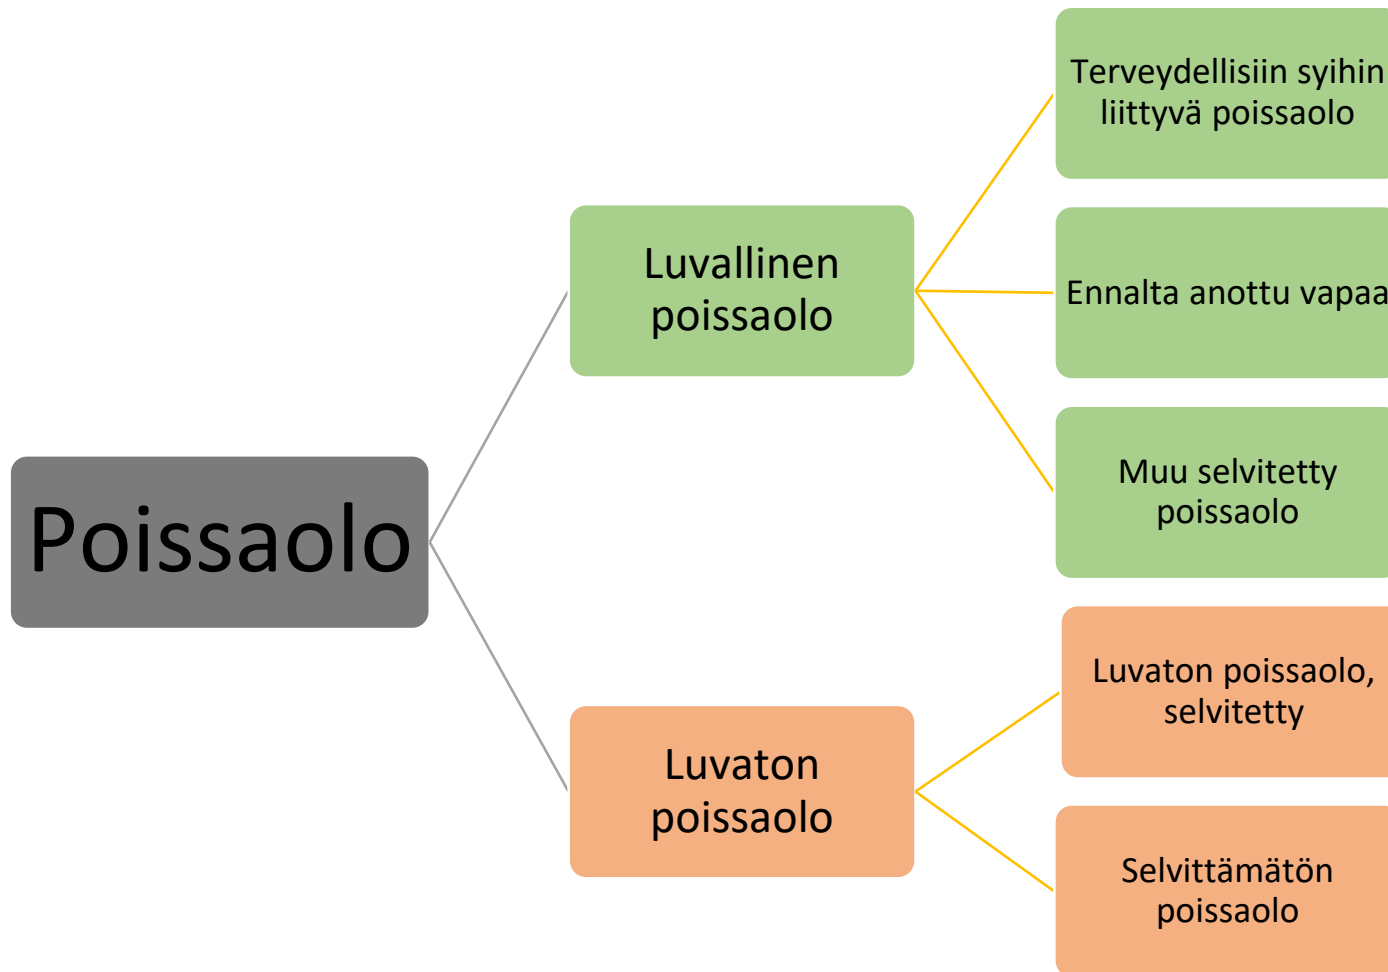 Poissaolo
Luvallinen
poissaolo
Terveydellisiin syihin
liittyvä poissaolo
Ennalta anottu vapaa
Muu selvitetty
poissaolo
Luvaton
poissaolo
Luvaton poissaolo,
selvitetty
Selvittämätön
poissaolo